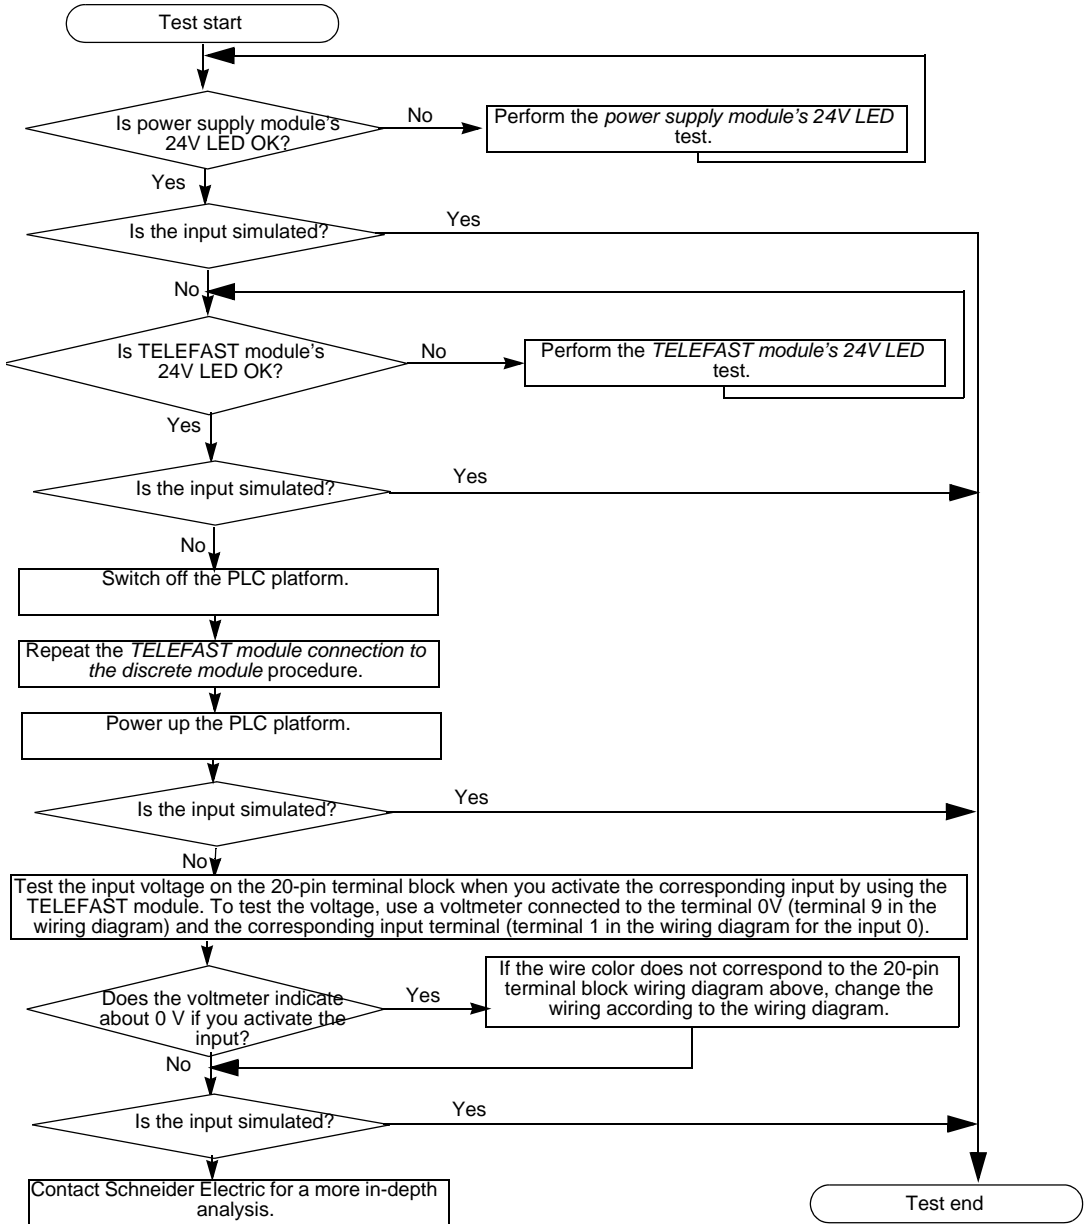 Test start
Is power supply module's
24V LED OK?
No
Perform the power supply module's 24V LED
test.
Yes
Is the input simulated?
Yes
No
Is TELEFAST module's
24V LED OK?
No
Perform the TELEFAST module's 24V LED
test.
Yes
Is the input simulated?
Yes
No
Switch off the PLC platform.
Repeat the TELEFAST module connection to
the discrete module procedure.
Power up the PLC platform.
Is the input simulated?
Yes
No
Test the input voltage on the 20-pin terminal block when you activate the corresponding input by using the
TELEFAST module. To test the voltage, use a voltmeter connected to the terminal 0V (terminal 9 in the
wiring diagram) and the corresponding input terminal (terminal 1 in the wiring diagram for the input 0).
Does the voltmeter indicate
about 0 V if you activate the
input?
Yes
If the wire color does not correspond to the 20-pin
terminal block wiring diagram above, change the
wiring according to the wiring diagram.
No
Is the input simulated?
Yes
Contact Schneider Electric for a more in-depth
analysis.
Test end